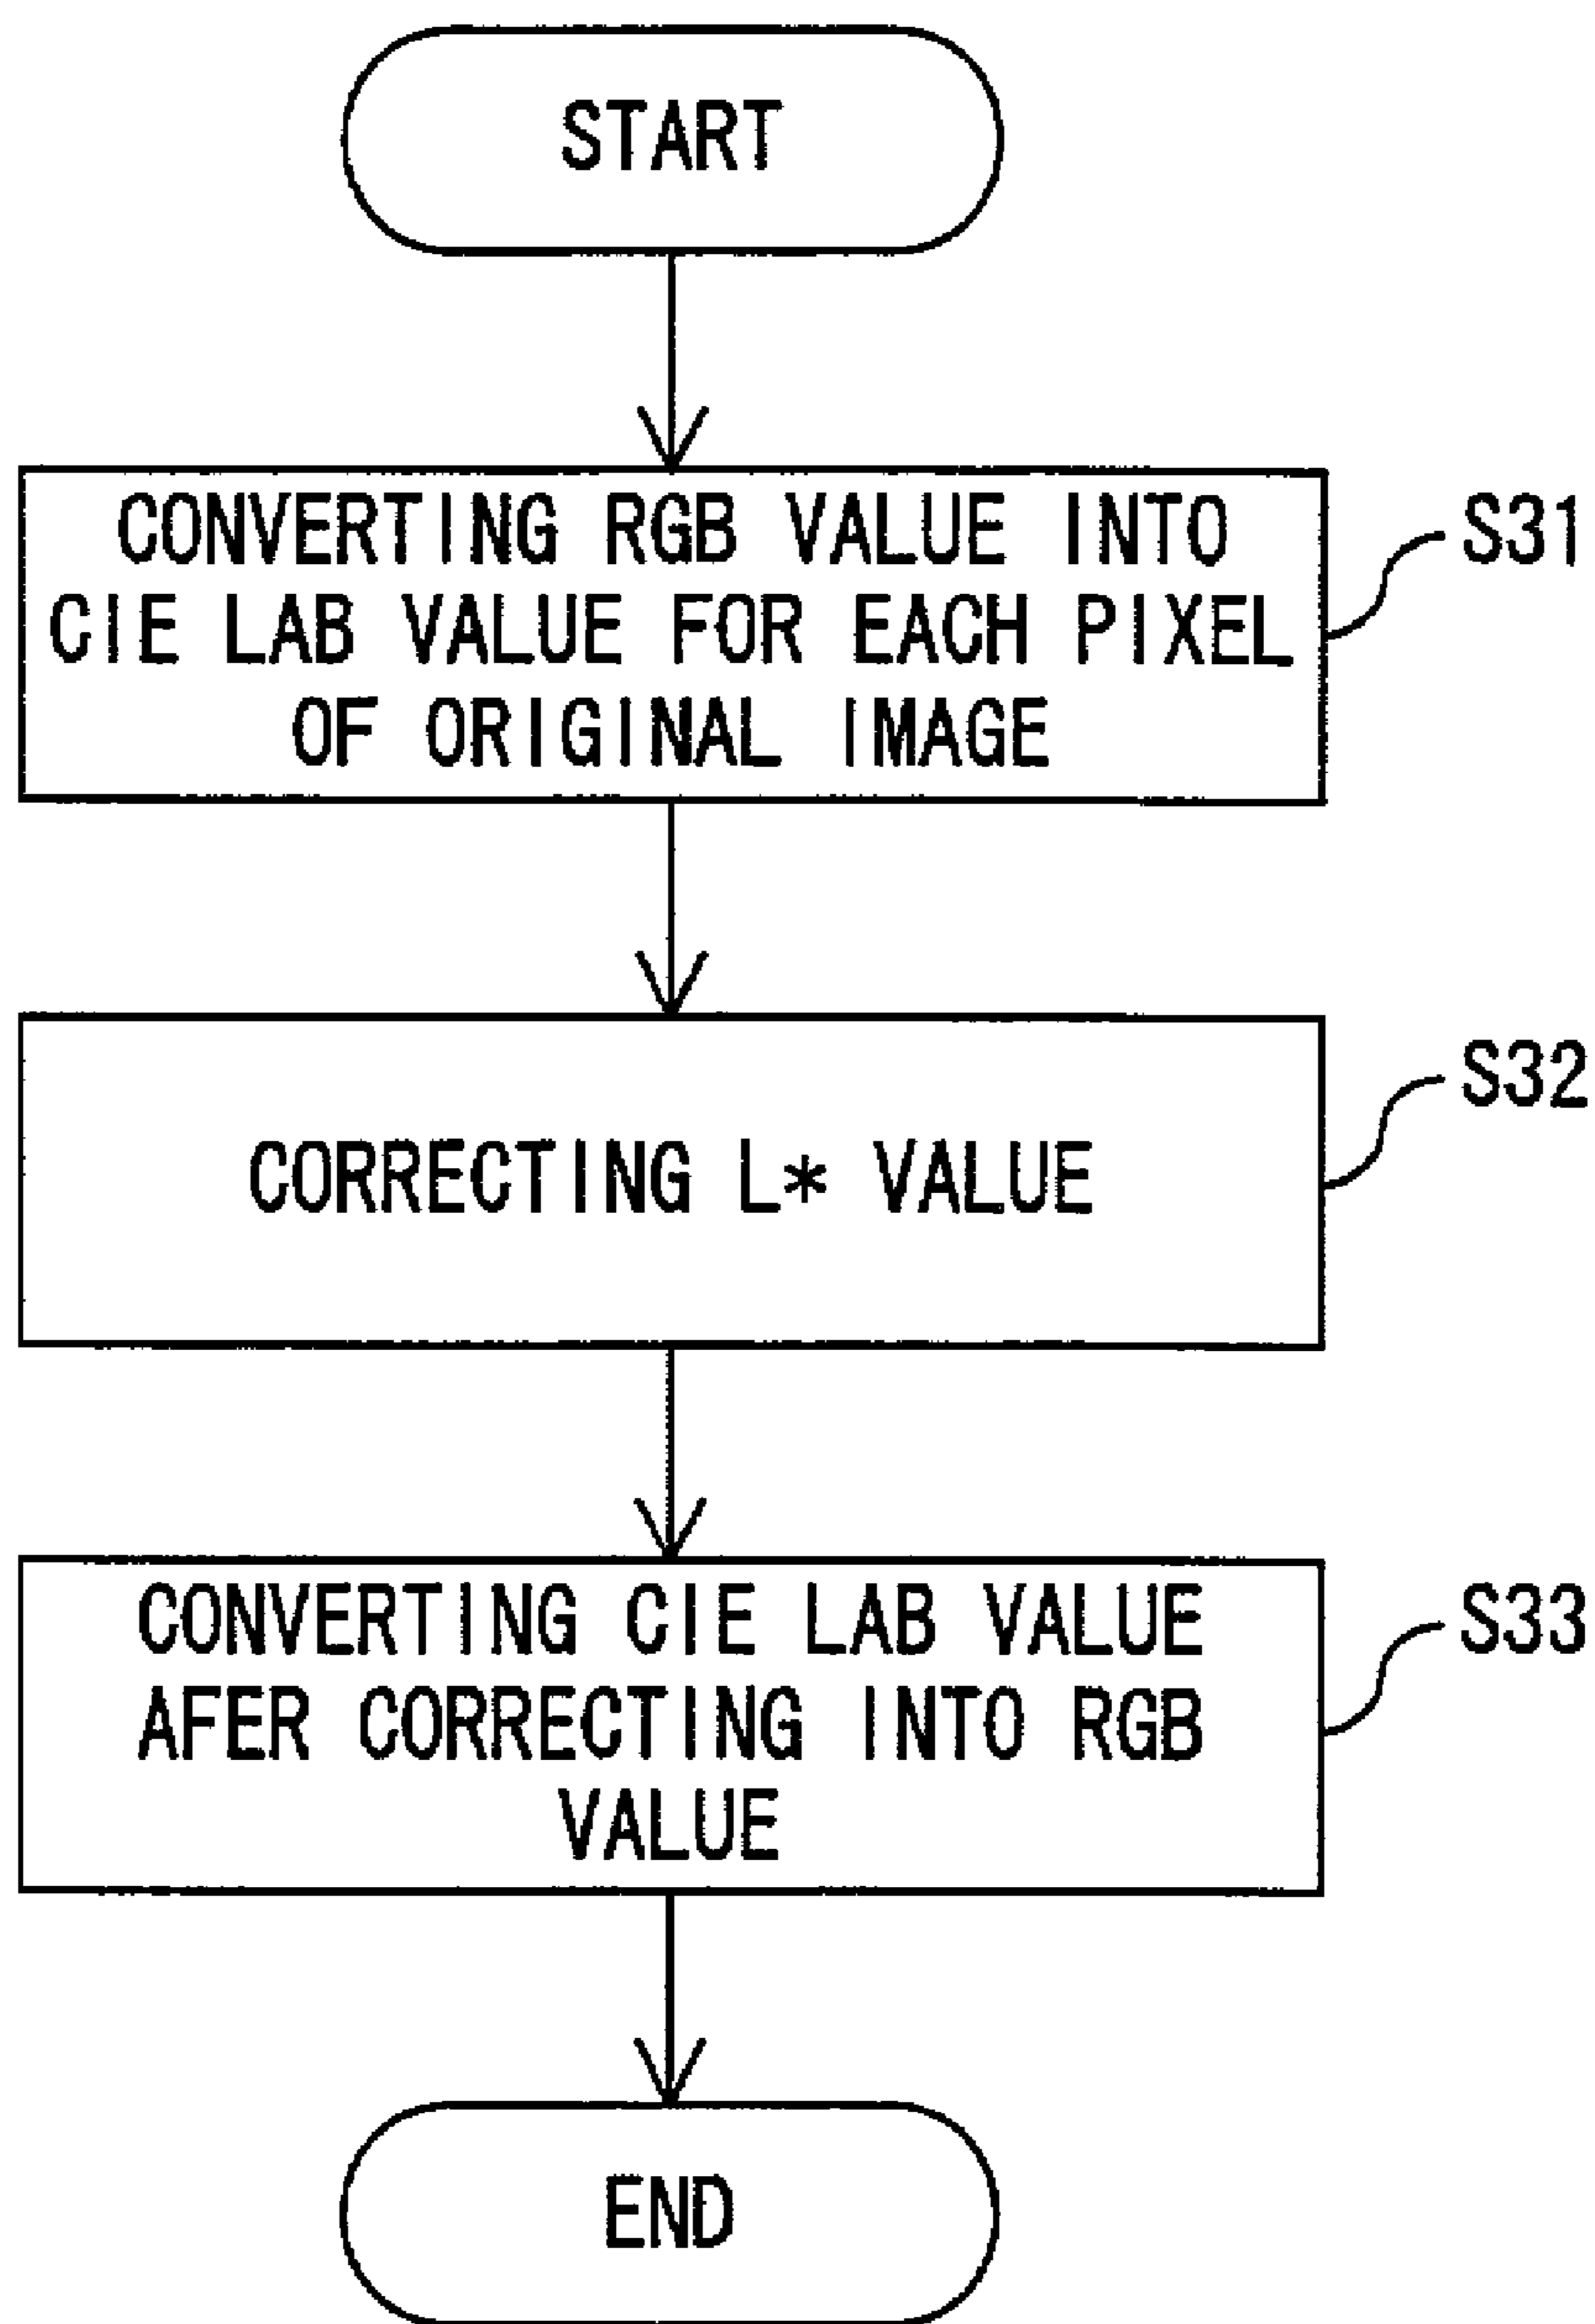 START
CONVERTING RGB VALUE INTO
CIE LAB VALUE FOR EACH PIXEL
OF ORIGINAL IMAGE
S31
CORRECTING L* VALUE
S32
CONVERTING CIE LAB VALUE
AFER CORRECTING INTO RGB
VALUE
S33
END